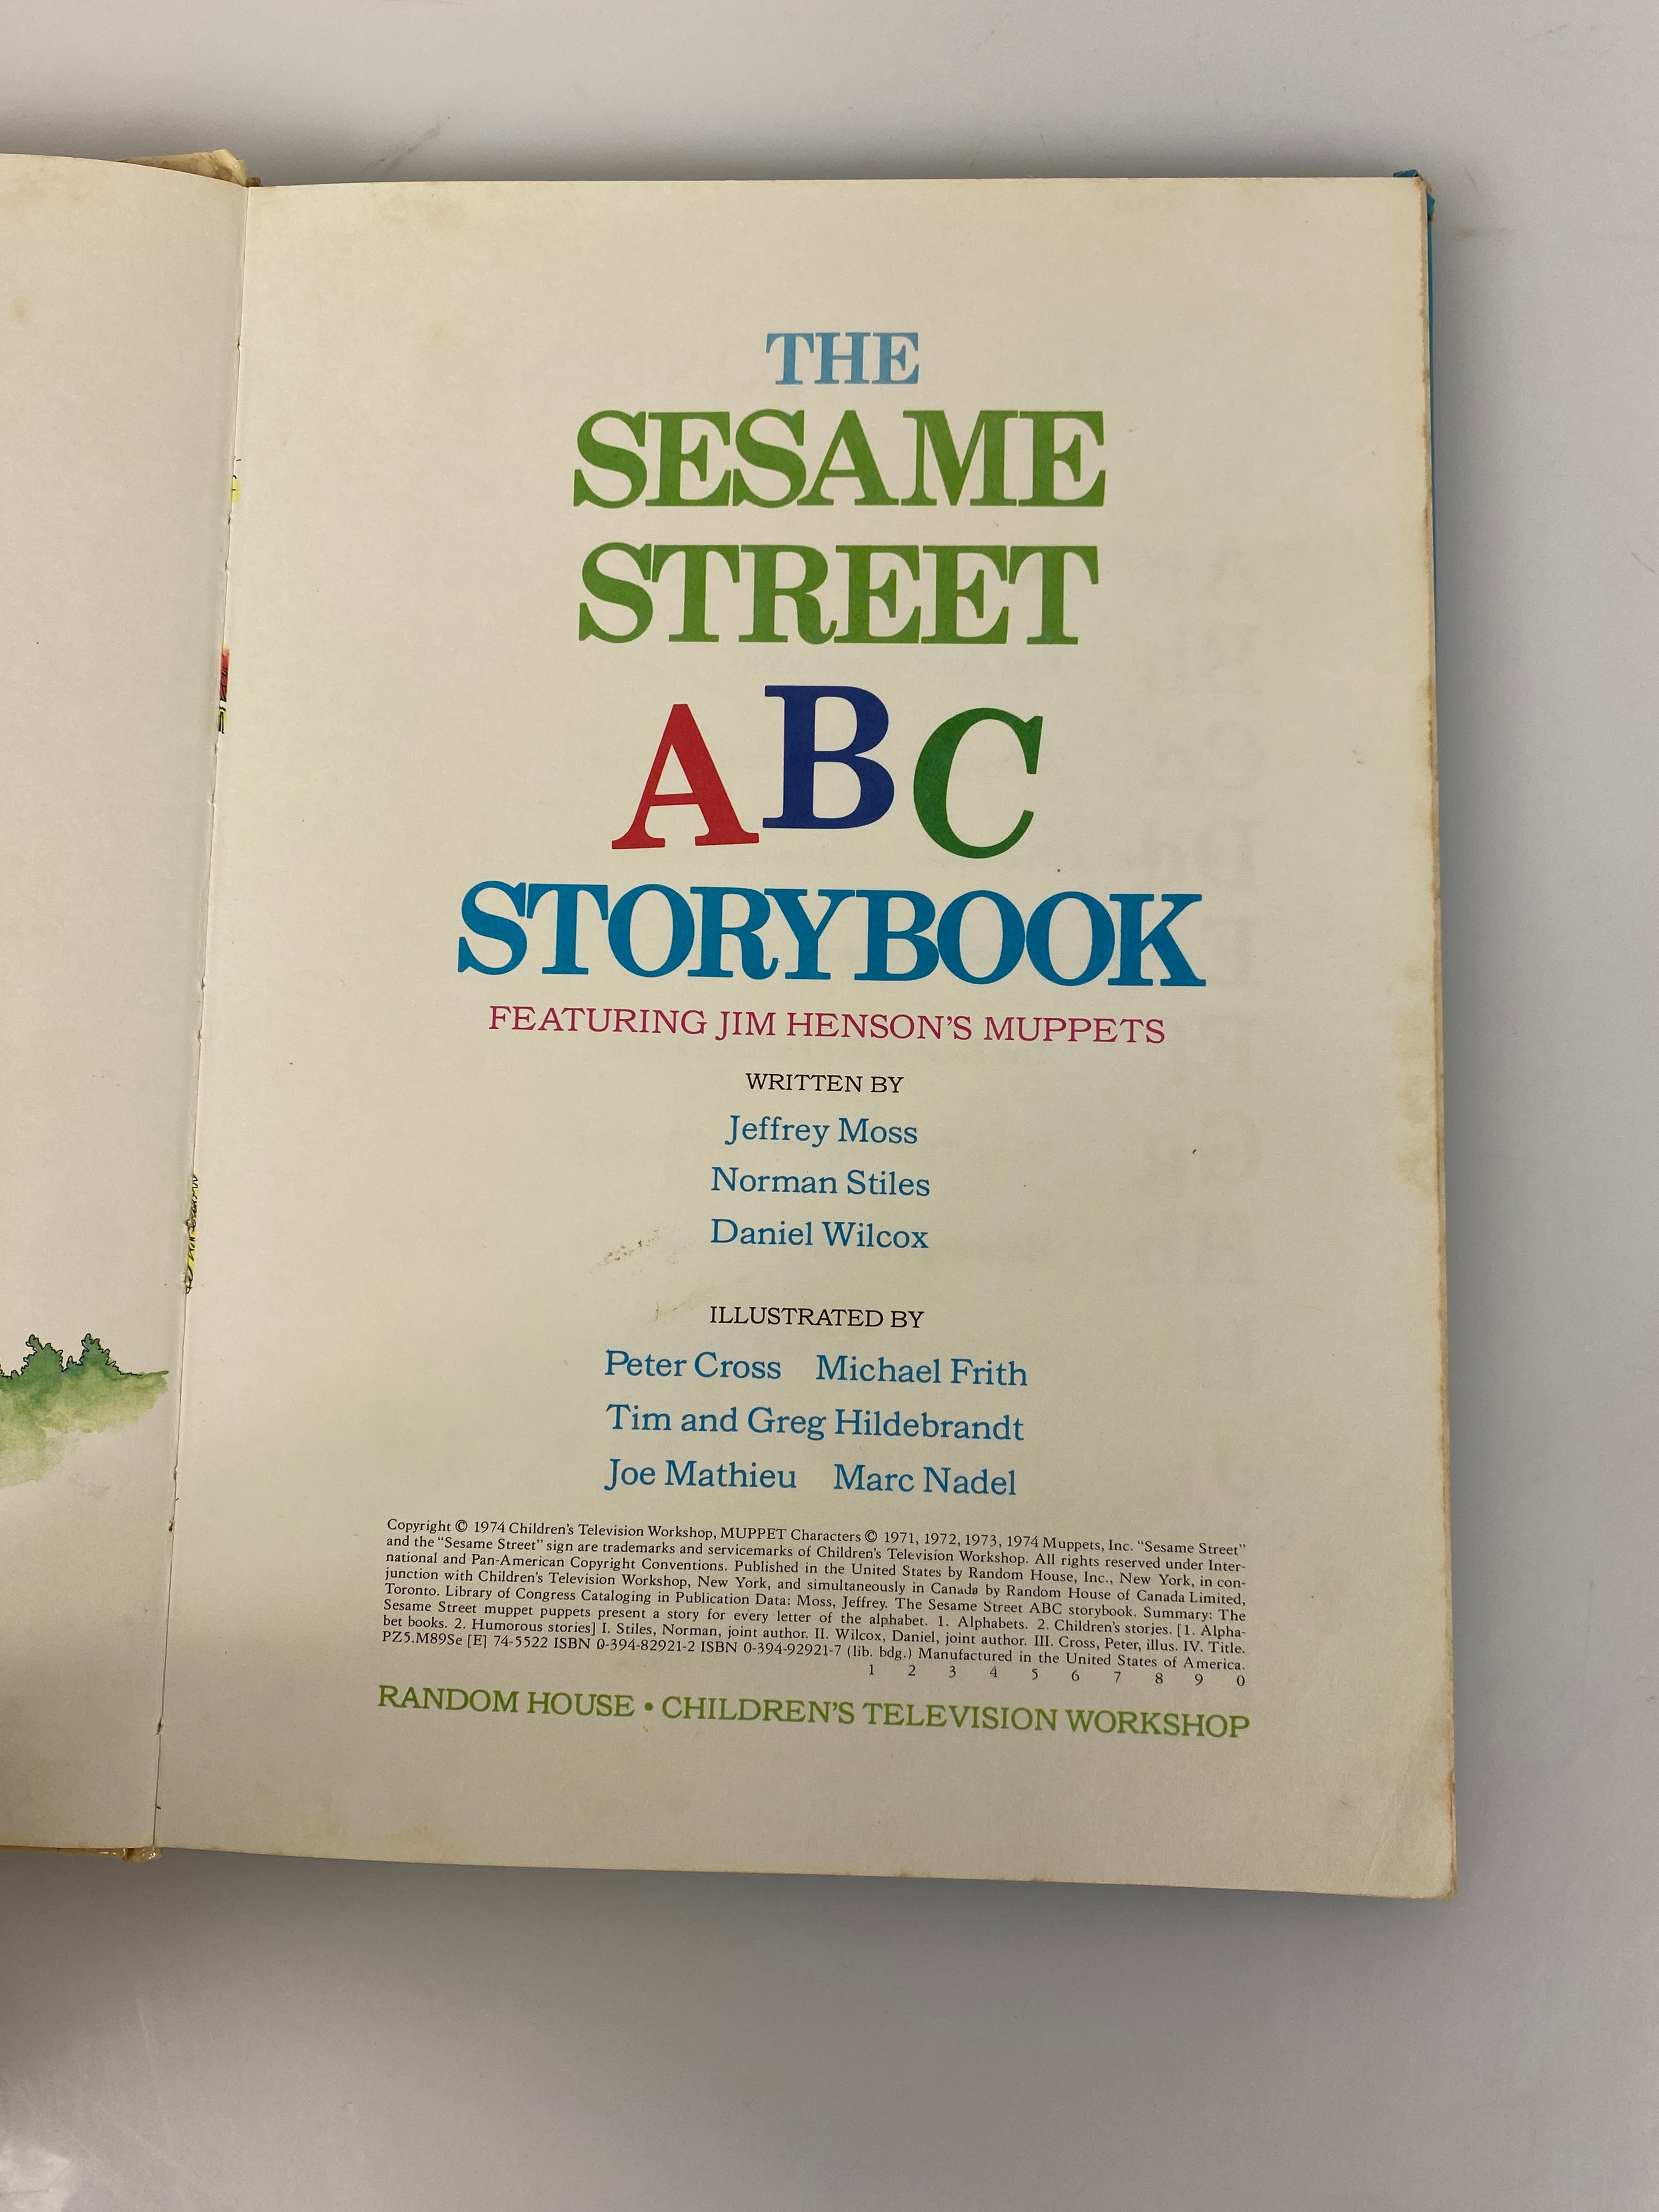 THE
SESAME
STREET
ABC
STORYBOOK
FEATURING JIM HENSON'S MUPPETS
WRITTEN BY
Jeffrey Moss
Norman Stiles
Daniel Wilcox
ILLUSTRATED BY
Peter Cross Michael Frith
Tim and Greg Hildebrandt
Joe Mathieu Marc Nadel
Copyright © 1974 Children's Television Workshop, MUPPET Characters © 1971, 1972, 1973, 1974 Muppets, Inc. "Sesame Street"
and the "Sesame Street" sign are trademarks and servicemarks of Children's Television Workshop. All rights reserved under Inter-
national and Pan-American Copyright Conventions. Published in the United States by Random House, Inc., New York, in con-
junction with Children's Television Workshop, New York, and simultaneously in Canada by Random House of Canada Limited,
Toronto. Library of Congress Cataloging in Publication Data: Moss, Jeffrey. The Sesame Street ABC storybook. Summary: The
Sesame Street muppet puppets present a story for every letter of the alphabet. 1. Alphabets. 2. Children's stories. [1. Alpha-
bet books. 2. Humorous stories] I. Stiles, Norman, joint author. II. Wilcox, Daniel, joint author. III. Cross, Peter, illus. IV. Title.
PZ5.M89Se [E] 74-5522 ISBN 0-394-82921-2 ISBN 0-394-92921-7 (lib. bdg.) Manufactured in the United States of America.
1 2 3 4 5 6 7 8 9 0
RANDOM HOUSE • CHILDREN'S TELEVISION WORKSHOP